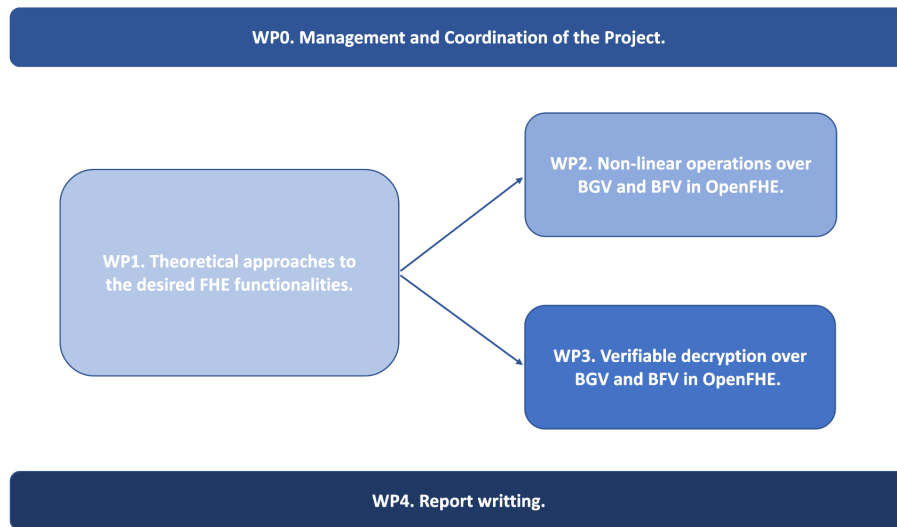 WP0. Management and Coordination of the Project.
WP2. Non-linear operations over
BGV and BFV in OpenFHE.
WP1. Theoretical approaches to
the desired FHE functionalities.
WP3. Verifiable decryption over
BGV and BFV in OpenFHE.
WP4. Report writting.